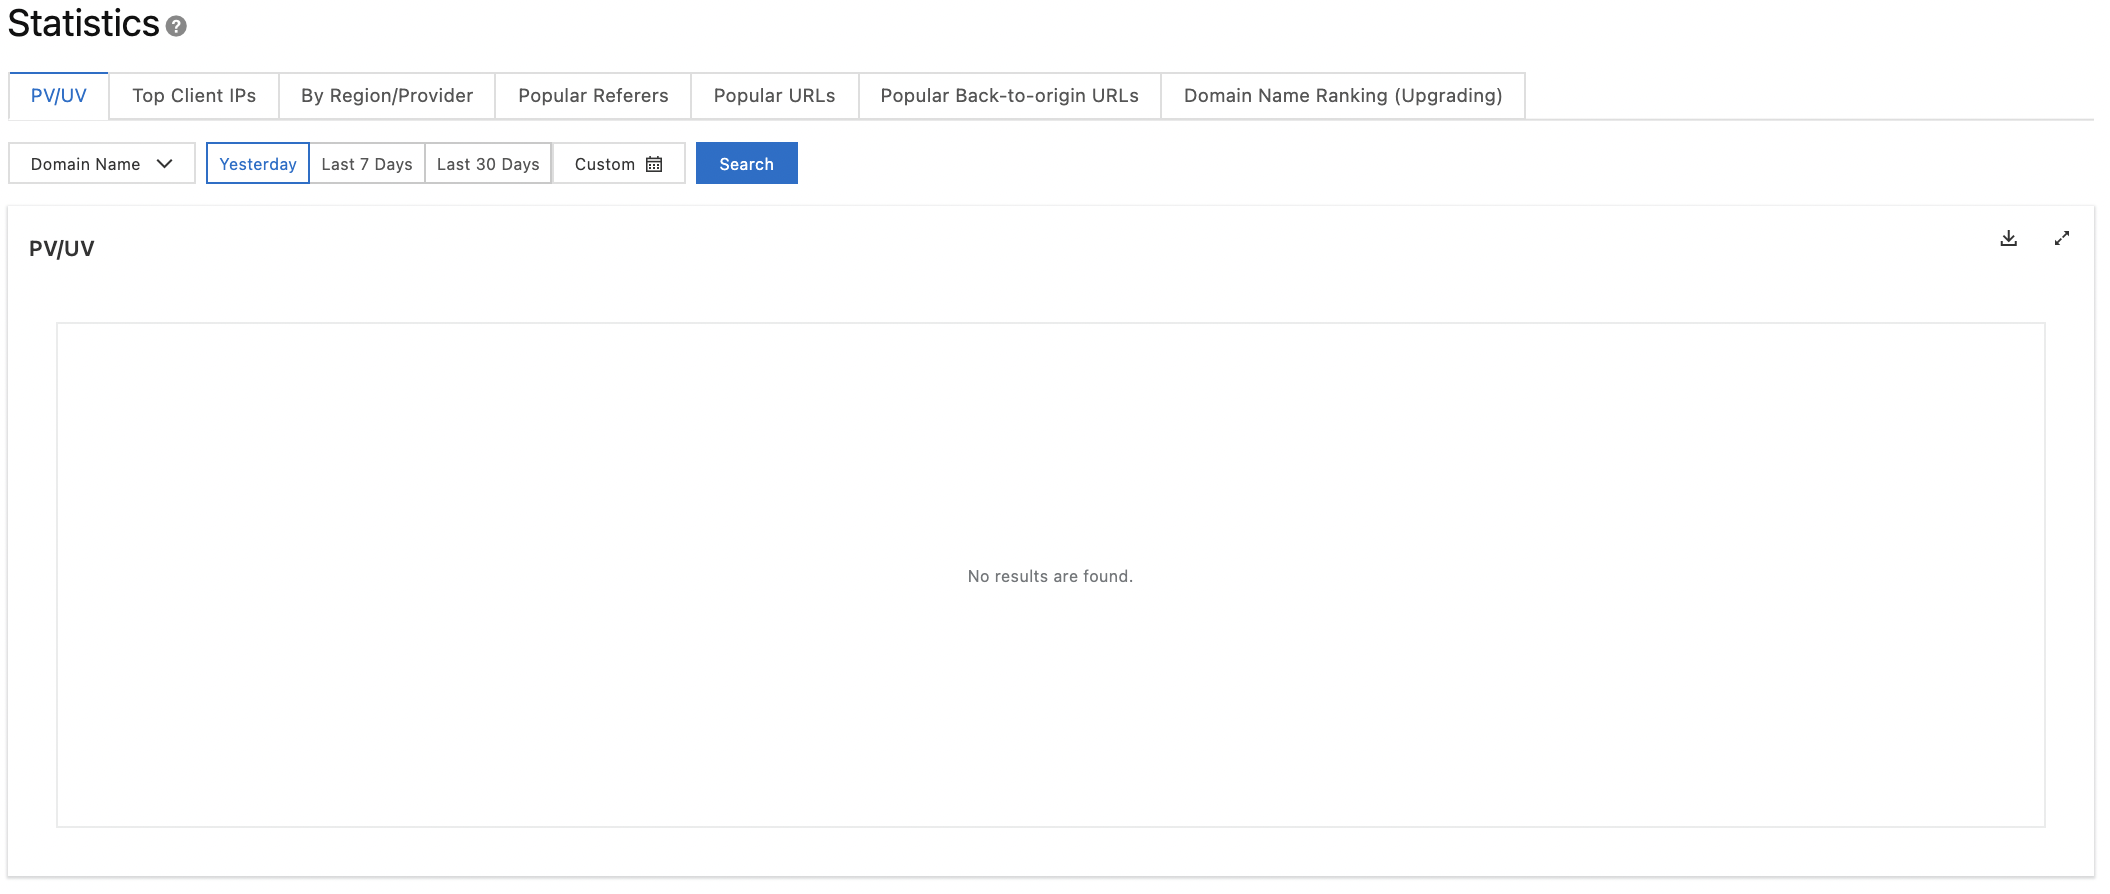 Statistics ?
PV/UV Top Client IPs By Region/Provider Popular Referers Popular URLs Popular Back-to-origin URLs Domain Name Ranking (Upgrading)
Domain Name Yesterday Last 7 Days Last 30 Days Custom Search
PV/UV
No results are found.